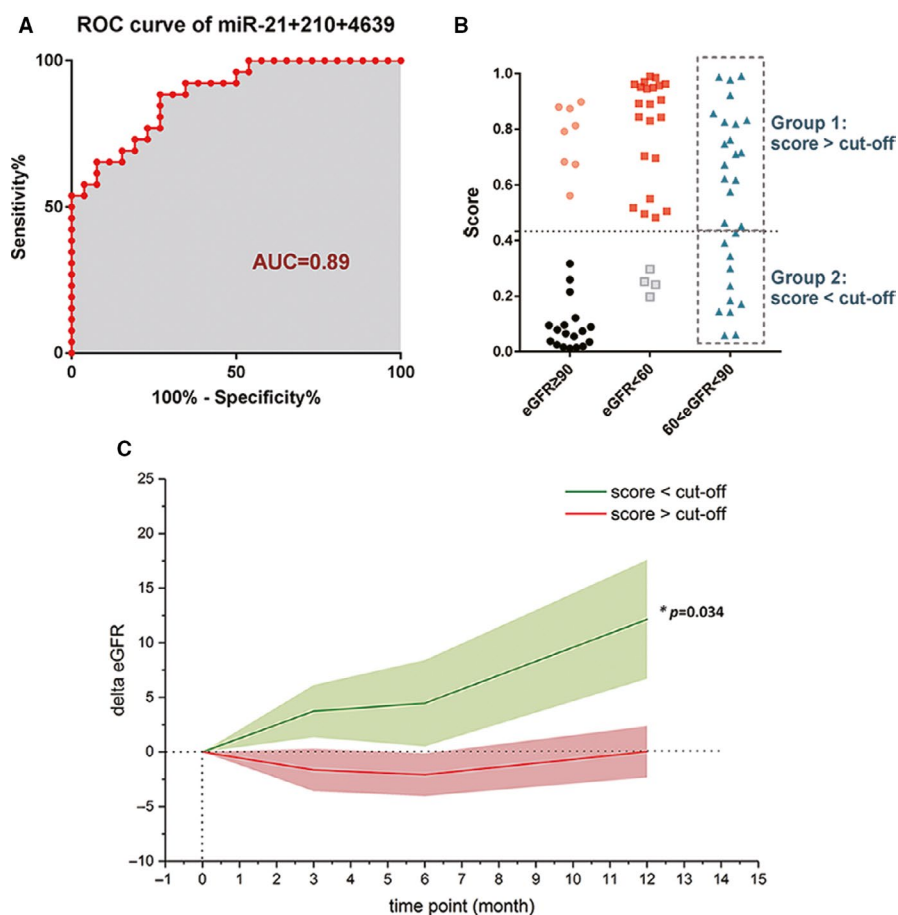 A
ROC curve of miR-21+210+4639
100
50
0
Sensitivity%
AUC=0.89
0
50
100
100% - Specificity%
B
1.0
0.8
0.6
0.4
0.2
0.0
Score
Group 1:
score > cut-off
Group 2:
score < cut-off
eGFR≥90
eGFR<60
60<eGFR<90
C
25
20
15
10
5
0
–5
–10
delta eGFR
score < cut-off
score > cut-off
* p=0.034
–1 0 1 2 3 4 5 6 7 8 9 10 11 12 13 14 15
time point (month)